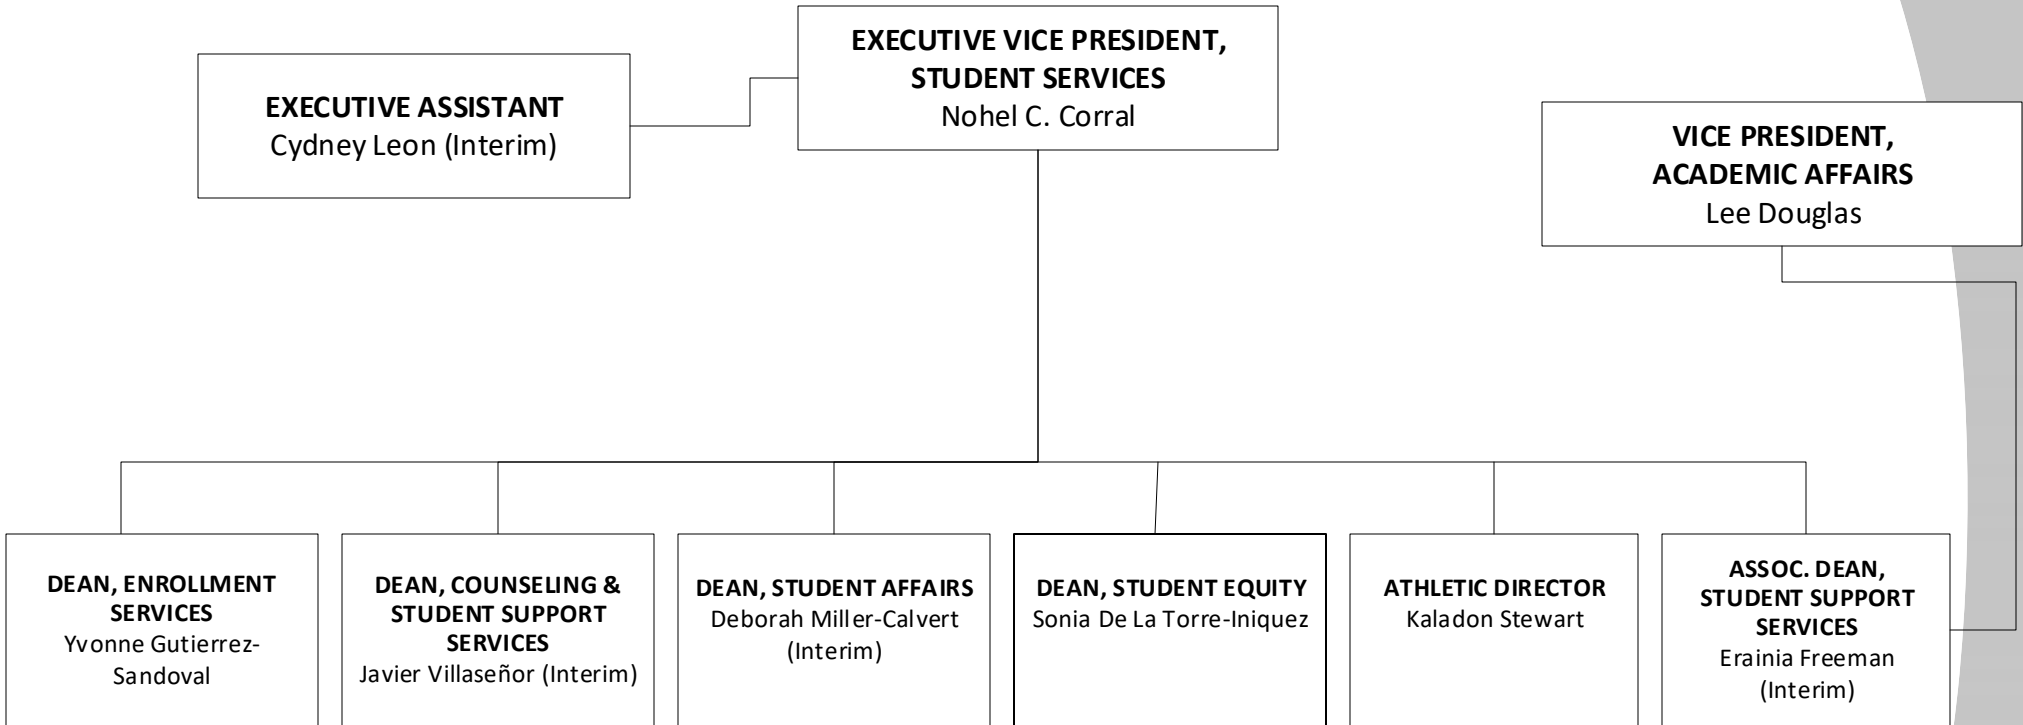 EXECUTIVE VICE PRESIDENT,
STUDENT SERVICES
Nohel C. Corral
EXECUTIVE ASSISTANT
Cydney Leon (Interim)
VICE PRESIDENT,
ACADEMIC AFFAIRS
Lee Douglas
DEAN, ENROLLMENT
SERVICES
Yvonne Gutierrez-
Sandoval
DEAN, COUNSELING &
STUDENT SUPPORT
SERVICES
Javier Villaseñor (Interim)
DEAN, STUDENT AFFAIRS
Deborah Miller-Calvert
(Interim)
DEAN, STUDENT EQUITY
Sonia De La Torre-Iniquez
ATHLETIC DIRECTOR
Kaladon Stewart
ASSOC. DEAN,
STUDENT SUPPORT
SERVICES
Erainia Freeman
(Interim)